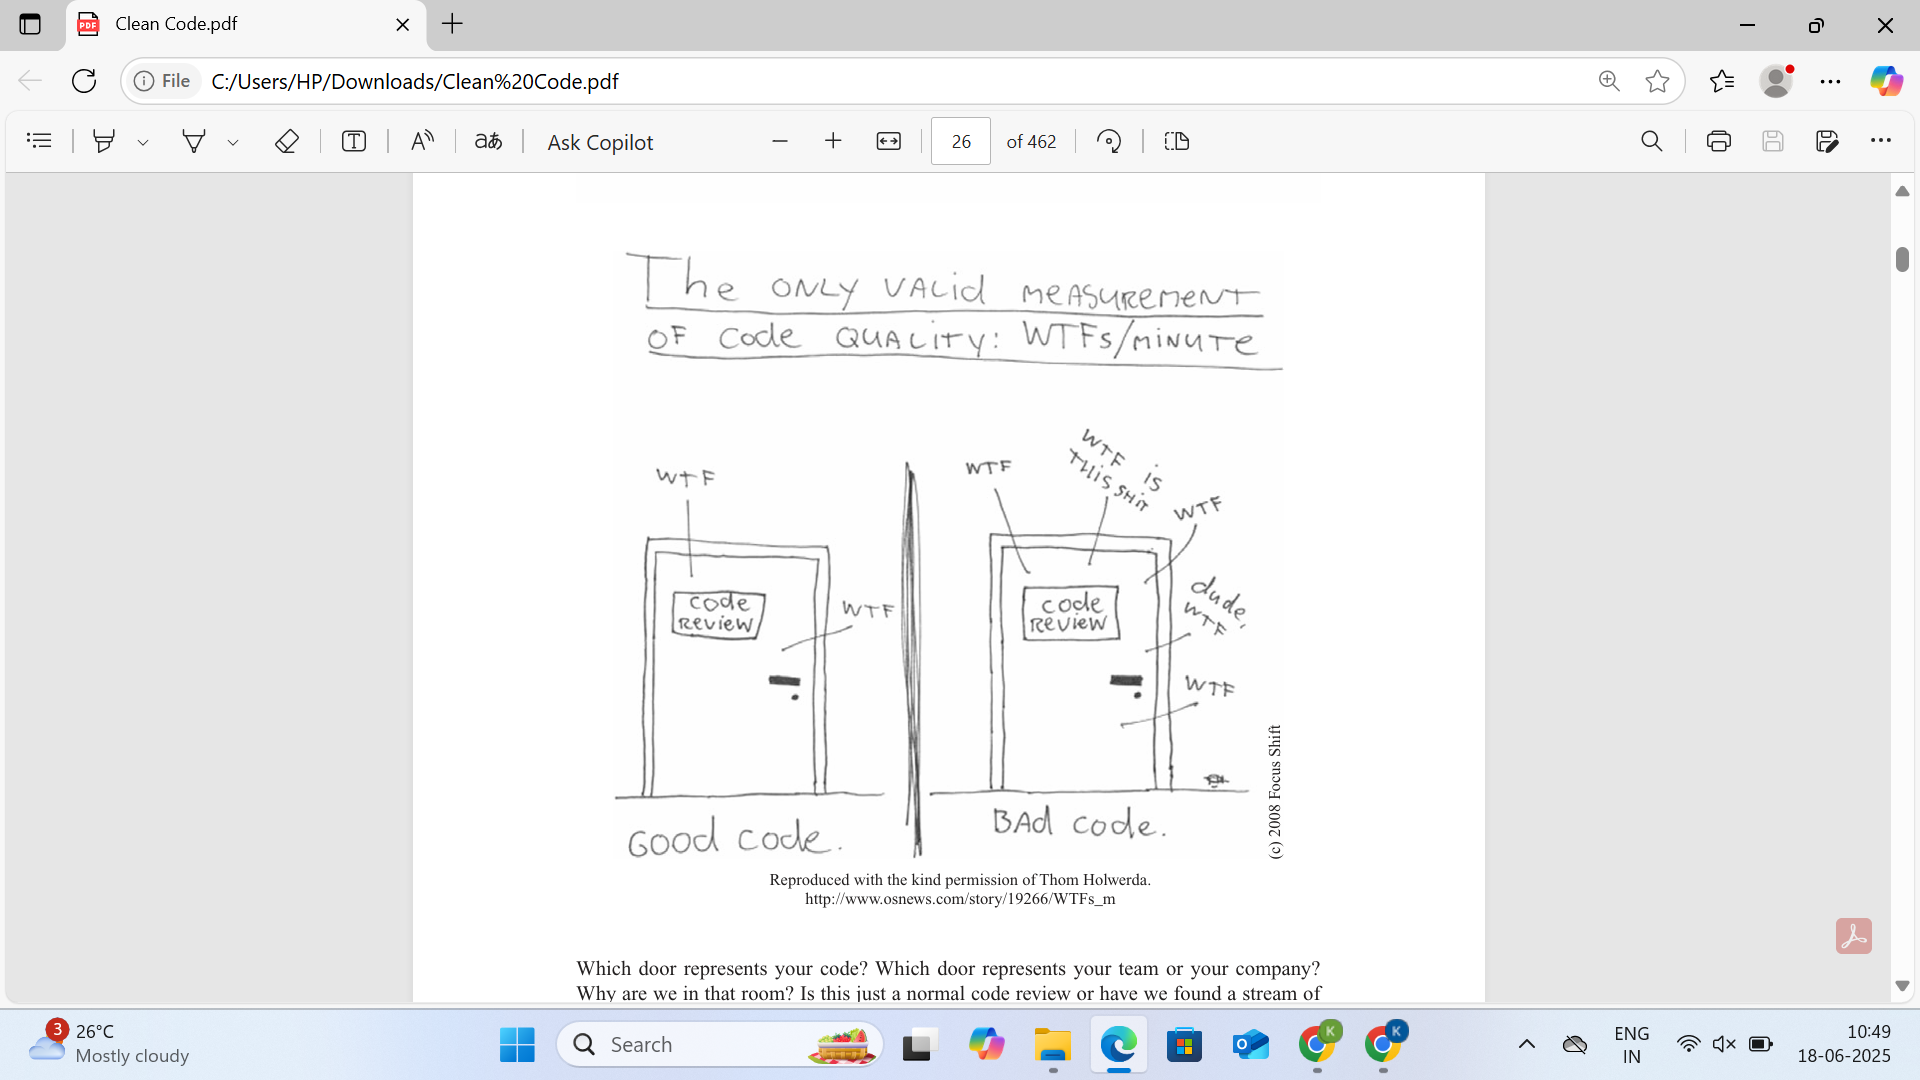 Clean Code.pdf
File
C:/Users/HP/Downloads/Clean%20Code.pdf
Ask Copilot
26
of 462
The only valid measurement
of code quality: WTFs/minute
WTF
WTF
code
review
Good code.
WTF
WTF is
this shit
WTF
dude,
WTF
WTF
code
review
Bad code.
(c) 2008 Focus Shift
Reproduced with the kind permission of Thom Holwerda.
http://www.osnews.com/story/19266/WTFs_m
Which door represents your code? Which door represents your team or your company?
Why are we in that room? Is this just a normal code review or have we found a stream of
3
26°C
Mostly cloudy
Search
K
K
ENG
IN
10:49
18-06-2025